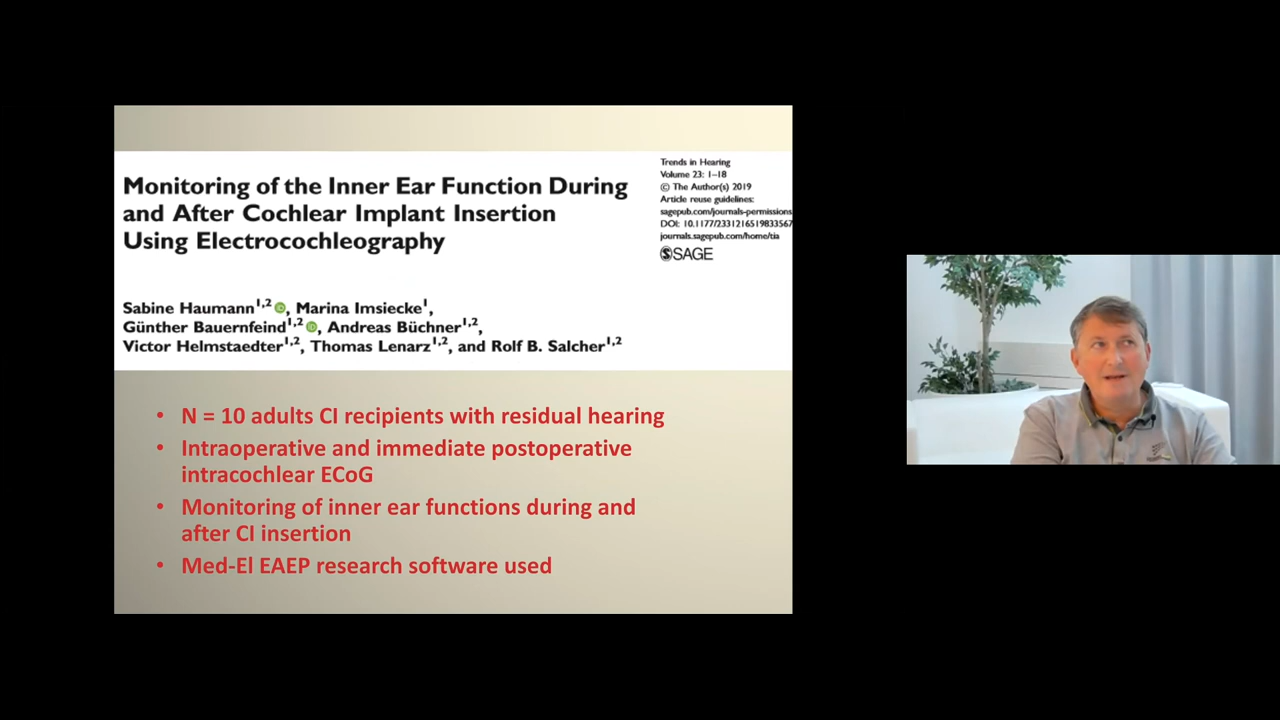 Monitoring of the Inner Ear Function During
and After Cochlear Implant Insertion
Using Electrocochleography
Trends in Hearing
Volume 23: 1–18
© The Author(s) 2019
Article reuse guidelines:
sagepub.com/journals-permissions
DOI: 10.1177/2331216519833567
journals.sagepub.com/home/tia
SAGE
Sabine Haumann1,2, Marina Imsiecke1,
Günther Bauernfeind1,2, Andreas Büchner1,2,
Victor Helmstaedter1,2, Thomas Lenarz1,2, and Rolf B. Salcher1,2
• N = 10 adults CI recipients with residual hearing
• Intraoperative and immediate postoperative
intracochlear ECoG
• Monitoring of inner ear functions during and
after CI insertion
• Med-El EAEP research software used